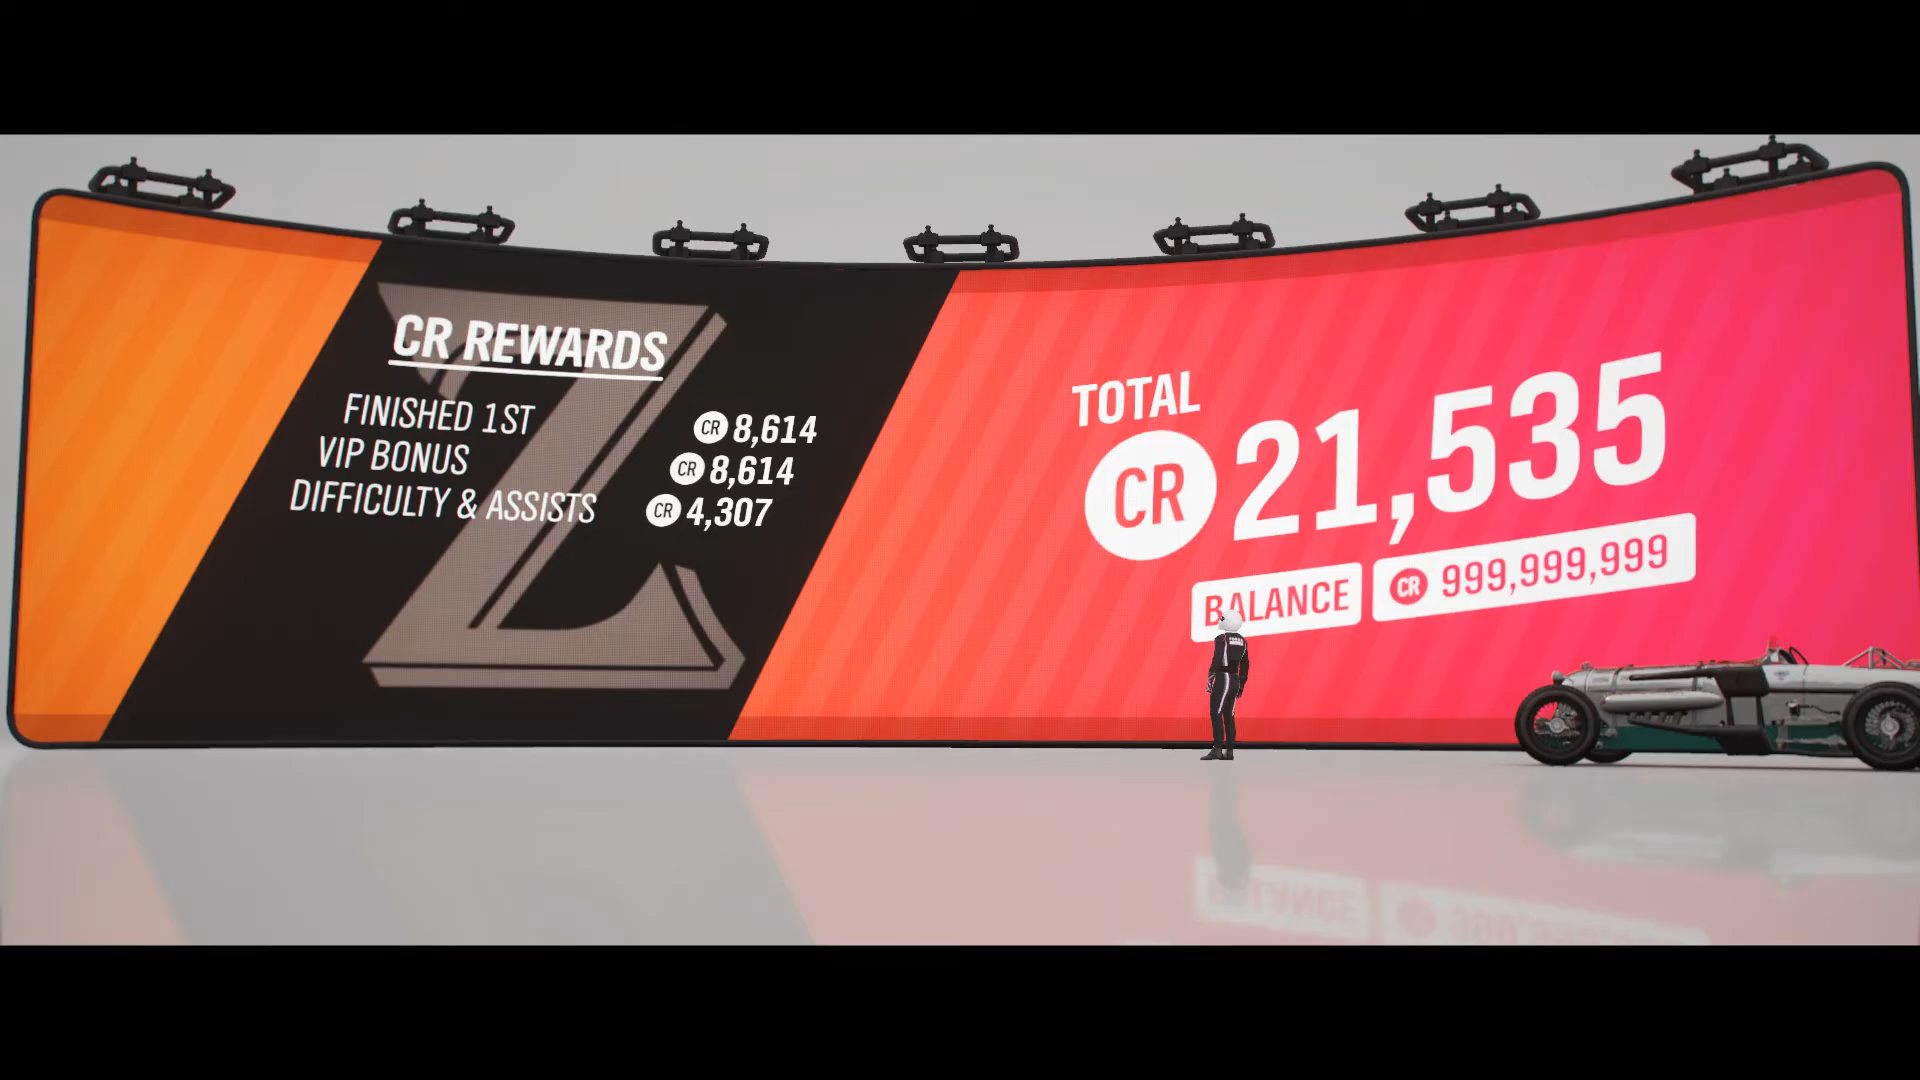 CR REWARDS
FINISHED 1ST CR 8,614
VIP BONUS CR 8,614
DIFFICULTY & ASSISTS CR 4,307
Z
TOTAL
CR 21,535
BALANCE CR 999,999,999